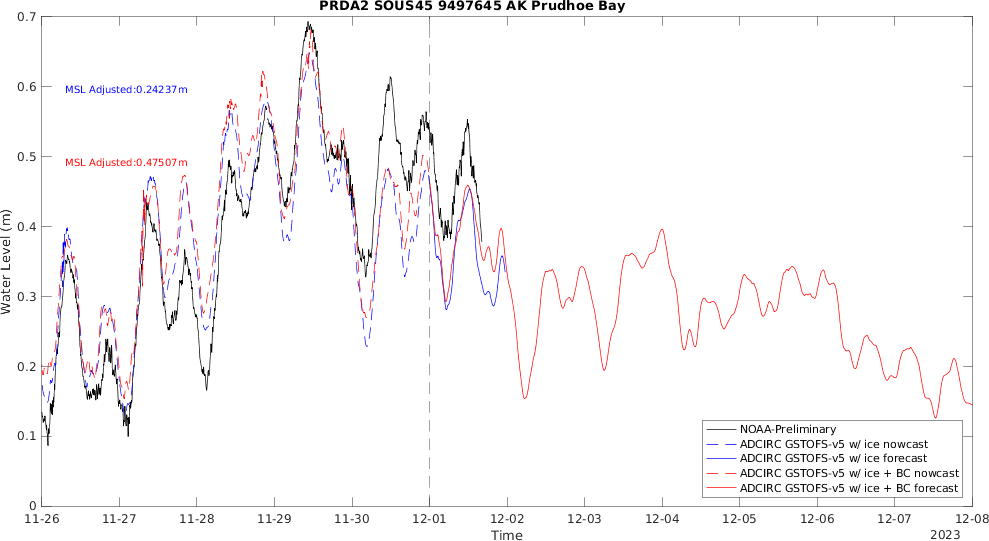 PRDA2 SOUS45 9497645 AK Prudhoe Bay
0.7
0.6
0.5
0.4
0.3
0.2
0.1
0
Water Level (m)
MSL Adjusted:0.24237m
MSL Adjusted:0.47507m
NOAA-Preliminary
ADCIRC GSTOFS-v5 w/ ice nowcast
ADCIRC GSTOFS-v5 w/ ice forecast
ADCIRC GSTOFS-v5 w/ ice + BC nowcast
ADCIRC GSTOFS-v5 w/ ice + BC forecast
11-26 11-27 11-28 11-29 11-30 12-01 12-02 12-03 12-04 12-05 12-06 12-07 12-08
Time
2023